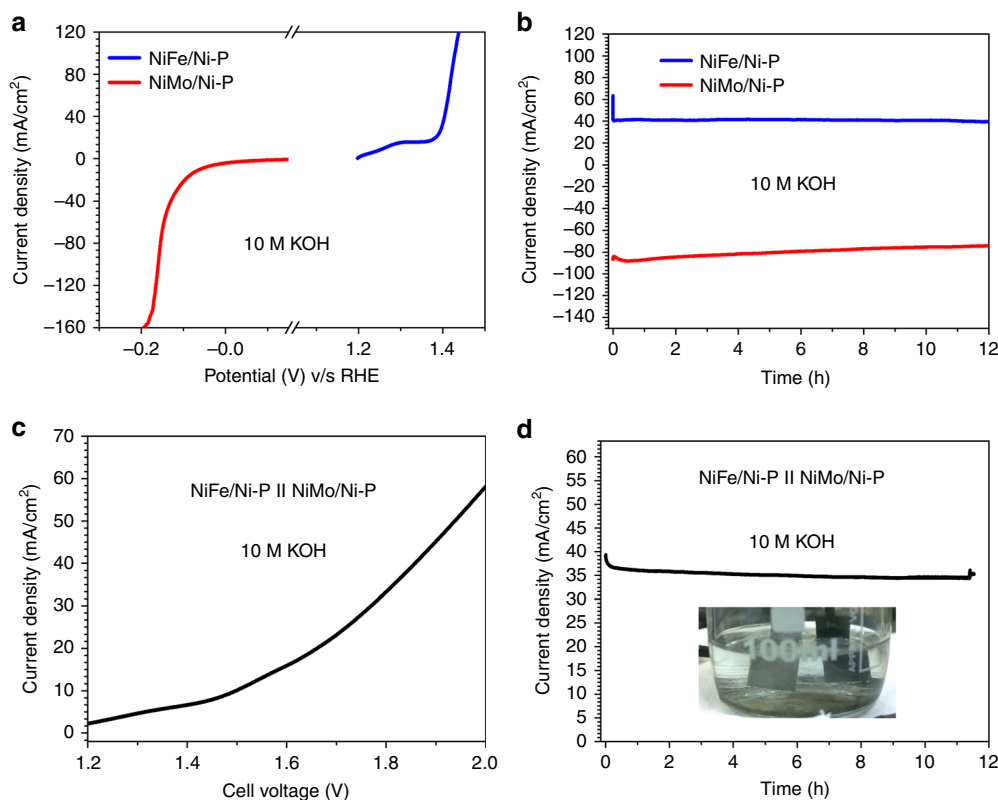 a
120
80
40
0
−40
−80
−120
−160
NiFe/Ni-P
NiMo/Ni-P
10 M KOH
−0.2
−0.0
1.2
1.4
Current density (mA/cm²)
Potential (V) v/s RHE
b
120
100
80
60
40
20
0
−20
−40
−60
−80
−100
−120
−140
NiFe/Ni-P
NiMo/Ni-P
10 M KOH
0
2
4
6
8
10
12
Current density (mA/cm²)
Time (h)
c
70
60
50
40
30
20
10
0
NiFe/Ni-P II NiMo/Ni-P
10 M KOH
1.2
1.4
1.6
1.8
2.0
Current density (mA/cm²)
Cell voltage (V)
d
60
55
50
45
40
35
30
25
20
15
10
5
0
NiFe/Ni-P II NiMo/Ni-P
10 M KOH
100ml
0
2
4
6
8
10
12
Current density (mA/cm²)
Time (h)